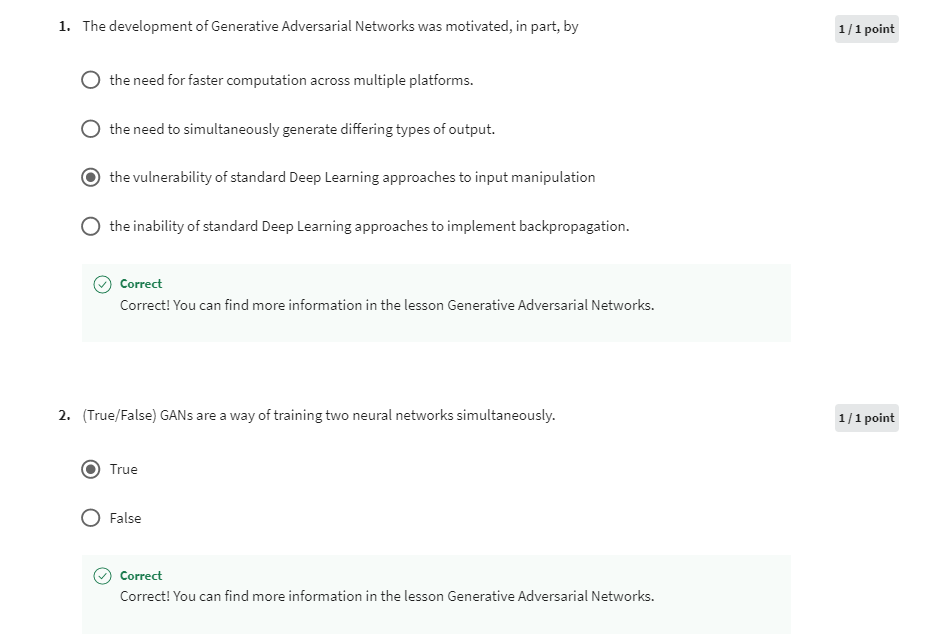 1. The development of Generative Adversarial Networks was motivated, in part, by
1 / 1 point
the need for faster computation across multiple platforms.
the need to simultaneously generate differing types of output.
the vulnerability of standard Deep Learning approaches to input manipulation
the inability of standard Deep Learning approaches to implement backpropagation.
Correct
Correct! You can find more information in the lesson Generative Adversarial Networks.
2. (True/False) GANs are a way of training two neural networks simultaneously.
1 / 1 point
True
False
Correct
Correct! You can find more information in the lesson Generative Adversarial Networks.